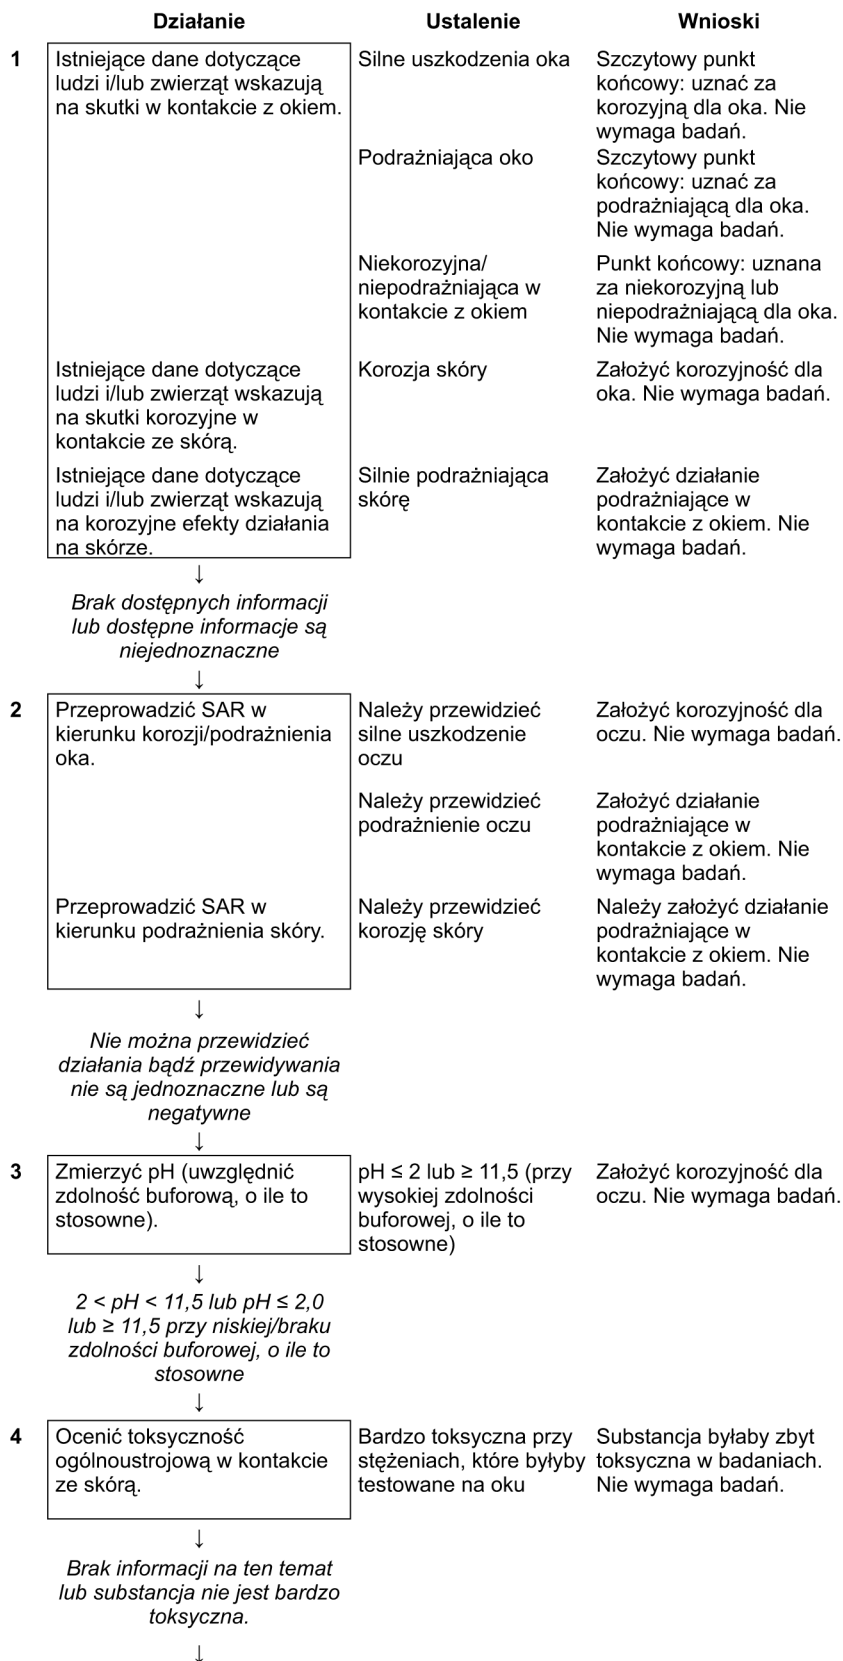 Działanie Ustalenie Wnioski
1 Istniejące dane dotyczące Silne uszkodzenia oka Szczytowy punkt
ludzi i/lub zwierząt wskazują końcowy: uznać za
na skutki w kontakcie z okiem. korozyjną dla oka. Nie
wymaga badań.
Podrażniająca oko Szczytowy punkt
końcowy: uznać za
podrażniającą dla oka.
Nie wymaga badań.
Niekorozyjna/ Punkt końcowy: uznana
niepodrażniająca w za niekorozyjną lub
kontakcie z okiem niepodrażniającą dla oka.
Nie wymaga badań.
Istniejące dane dotyczące Korozja skóry Założyć korozyjność dla
ludzi i/lub zwierząt wskazują oka. Nie wymaga badań.
na skutki korozyjne w
kontakcie ze skórą.
Istniejące dane dotyczące Silnie podrażniająca Założyć działanie
ludzi i/lub zwierząt wskazują skórę podrażniające w
na korozyjne efekty działania kontakcie z okiem. Nie
na skórze. wymaga badań.
↓
Brak dostępnych informacji
lub dostępne informacje są
niejednoznaczne
↓
2 Przeprowadzić SAR w Należy przewidzieć Założyć korozyjność dla
kierunku korozji/podrażnienia silne uszkodzenie oczu. Nie wymaga badań.
oka. oczu
Należy przewidzieć Założyć działanie
podrażnienie oczu podrażniające w
kontakcie z okiem. Nie
wymaga badań.
Przeprowadzić SAR w Należy przewidzieć Należy założyć działanie
kierunku podrażnienia skóry. korozję skóry podrażniające w
kontakcie z okiem. Nie
wymaga badań.
↓
Nie można przewidzieć
działania bądź przewidywania
nie są jednoznaczne lub są
negatywne
↓
3 Zmierzyć pH (uwzględnić pH ≤ 2 lub ≥ 11,5 (przy Założyć korozyjność dla
zdolność buforową, o ile to wysokiej zdolności oczu. Nie wymaga badań.
stosowne). buforowej, o ile to
stosowne)
↓
2 < pH < 11,5 lub pH ≤ 2,0
lub ≥ 11,5 przy niskiej/braku
zdolności buforowej, o ile to
stosowne
↓
4 Ocenić toksyczność Bardzo toksyczna przy Substancja byłaby zbyt
ogólnoustrojową w kontakcie stężeniach, które byłyby toksyczna w badaniach.
ze skórą. testowane na oku Nie wymaga badań.
↓
Brak informacji na ten temat
lub substancja nie jest bardzo
toksyczna.
↓